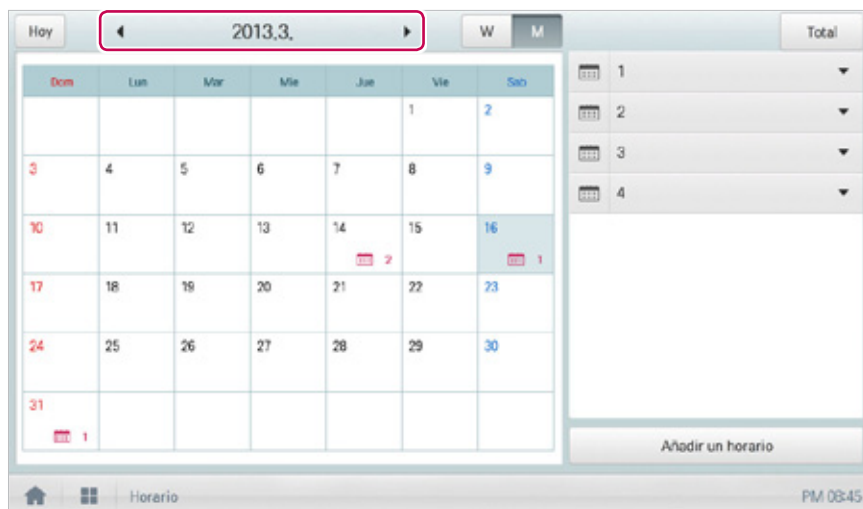 Hoy 2013.3. W M Total
Dom Lun Mar Mie Jue Vie Sab
1 2
3 4 5 6 7 8 9
10 11 12 13 14 15 16
2 1
17 18 19 20 21 22 23
24 25 26 27 28 29 30
31
1
1
2
3
4
Añadir un horario
Horario PM 08:45